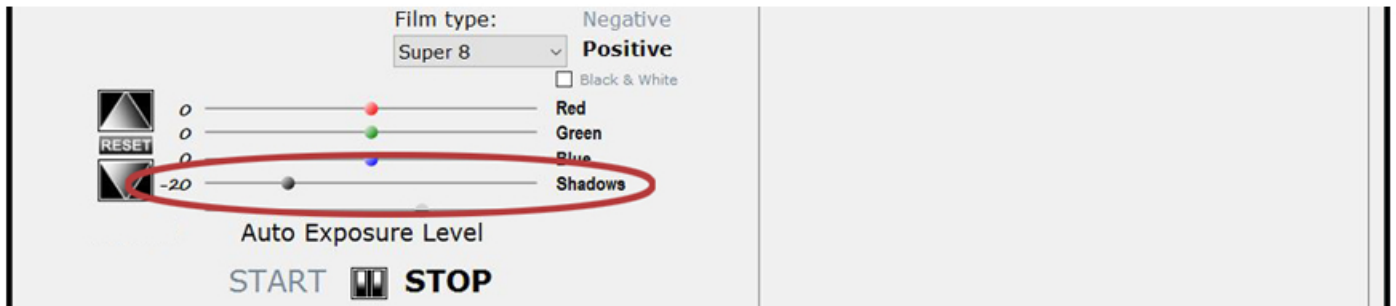 Film type: Negative
Super 8 Positive
Black & White
0 Red
RESET 0 Green
0 Blue
-20 Shadows
Auto Exposure Level
START STOP